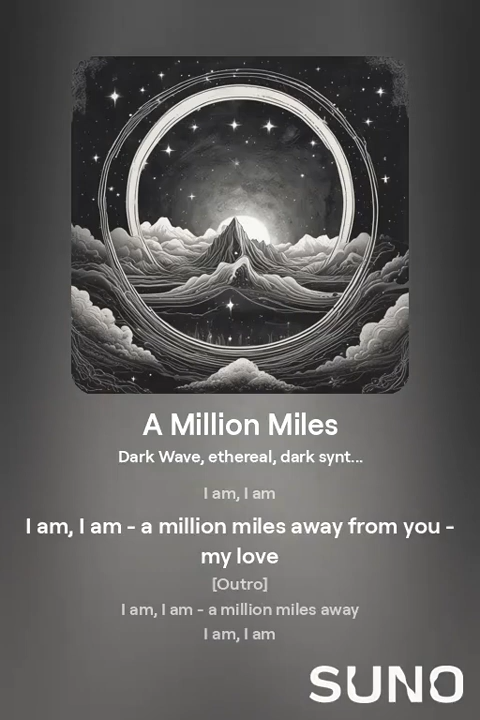 A Million Miles
Dark Wave, ethereal, dark synt...
I am, I am
I am, I am - a million miles away from you -
my love
[Outro]
I am, I am - a million miles away
I am, I am
SUNO